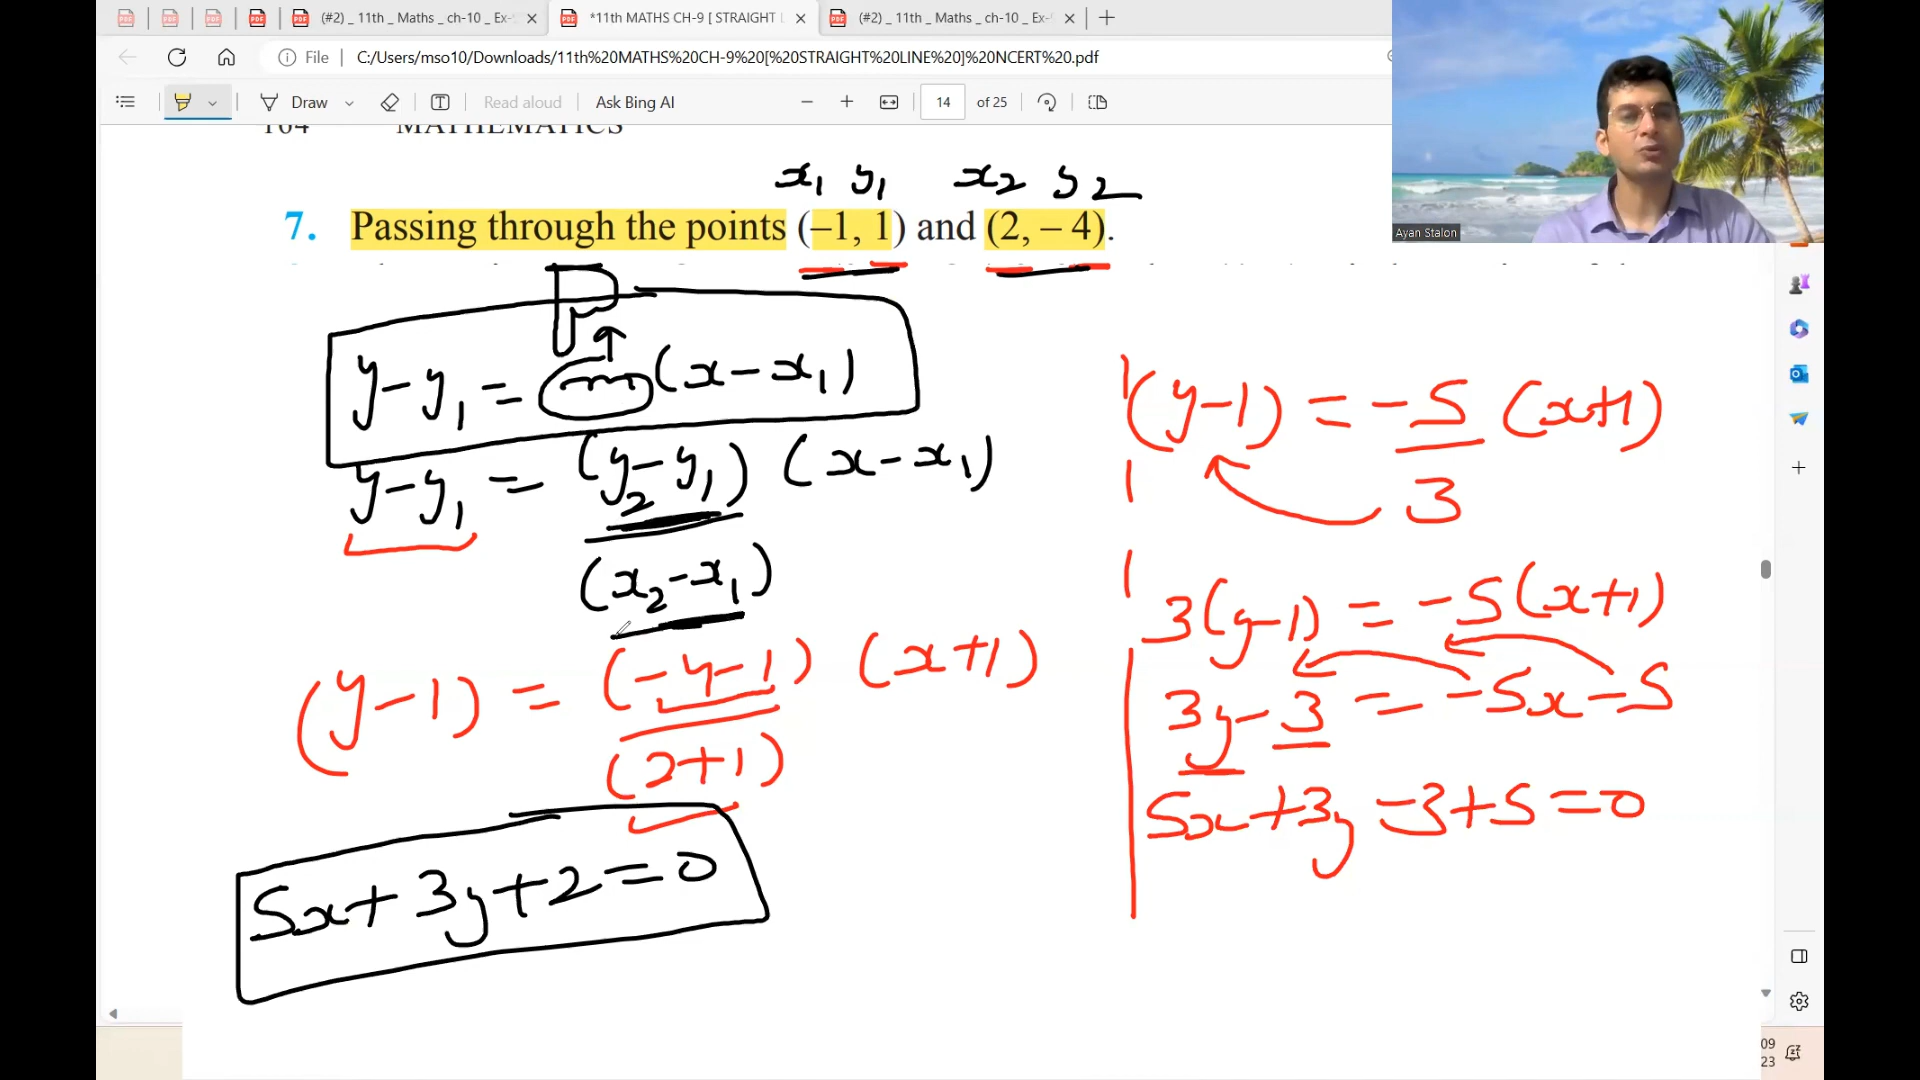 (#2) _ 11th _ Maths _ ch-10 _ Ex-
*11th MATHS CH-9 [ STRAIGHT L
(#2) _ 11th _ Maths _ ch-10 _ Ex-
File
C:/Users/mso10/Downloads/11th%20MATHS%20CH-9%20[%20STRAIGHT%20LINE%20]%20NCERT%20.pdf
Draw
Read aloud
Ask Bing AI
14 of 25
164 MATHEMATICS
x₁ y₁ x₂ y₂
7. Passing through the points (–1, 1) and (2, – 4).
P
y-y₁ = m(x-x₁)
y-y₁ = (y₂-y₁) (x-x₁)
(x₂-x₁)
(y-1) = (-4-1) (x+1)
(2+1)
5x+3y+2=0
(y-1) = -5 (x+1)
3
3(y-1) = -5(x+1)
3y-3 = -5x-5
5x+3y-3+5=0
Ayan Stalon
09
23